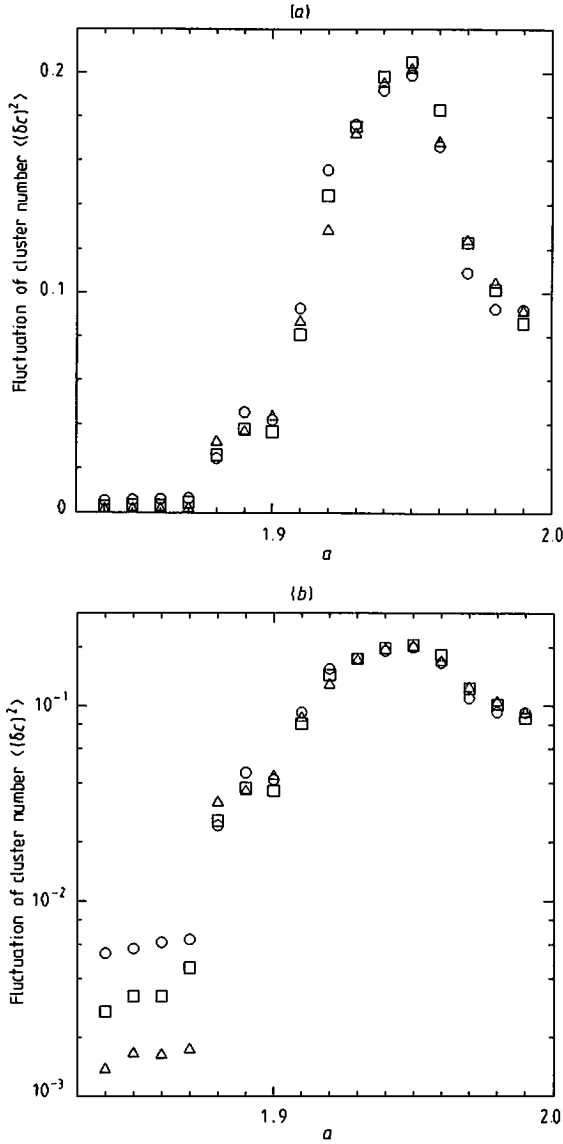 (a)
Fluctuation of cluster number ⟨(δc)²⟩
0.2
0.1
0
1.9
2.0
a
(b)
Fluctuation of cluster number ⟨(δc)²⟩
10⁻¹
10⁻²
10⁻³
1.9
2.0
a